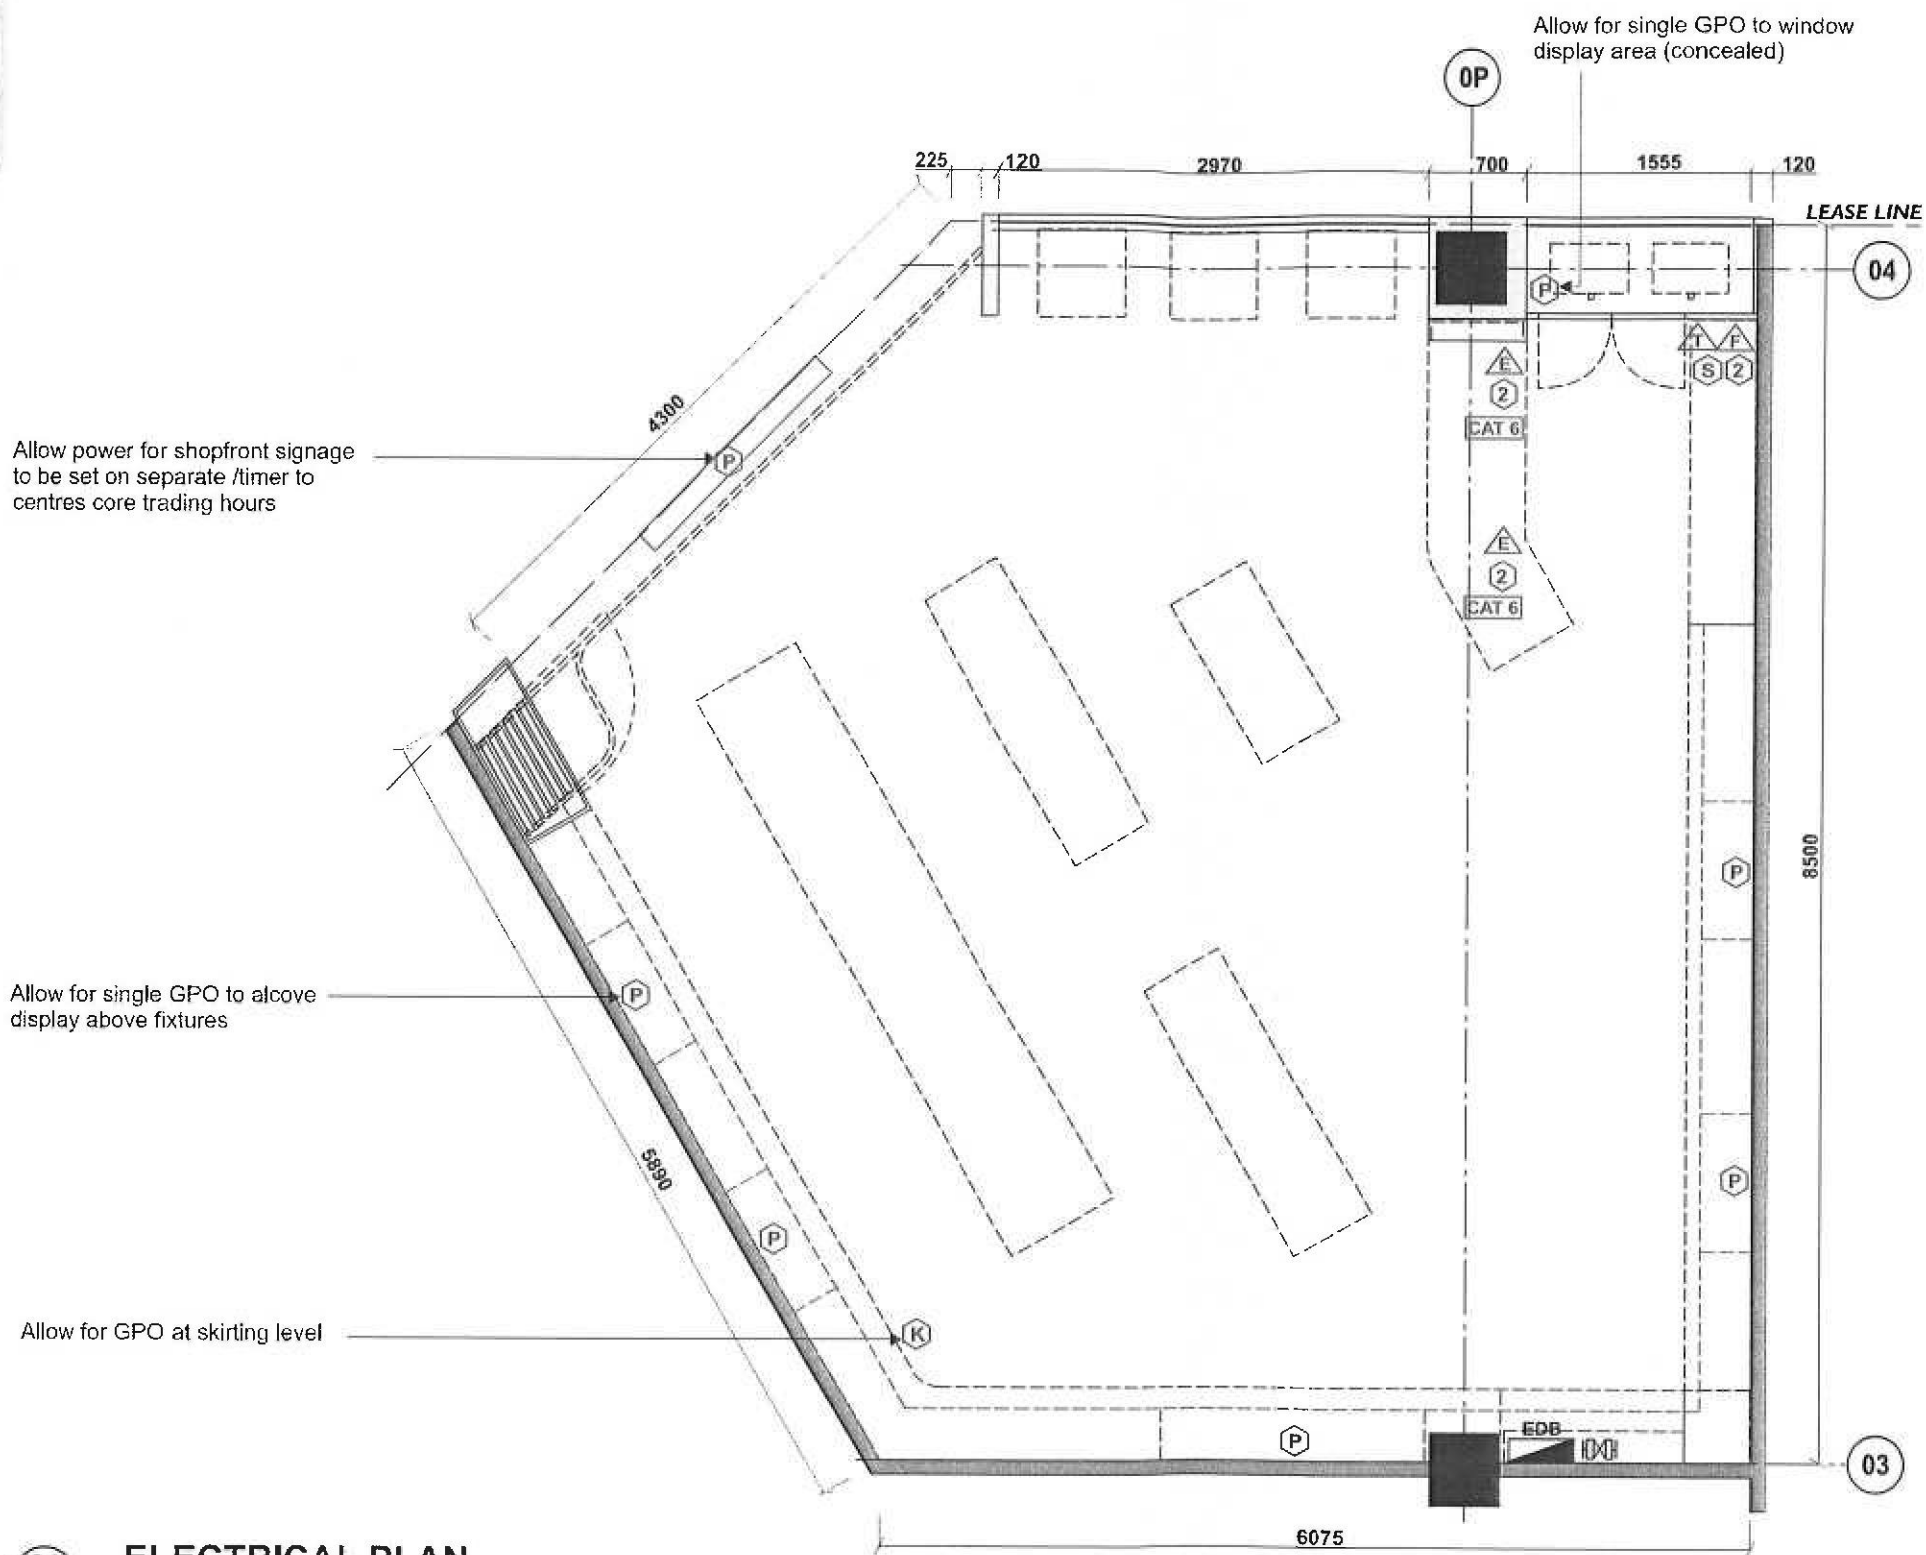 Allow for single GPO to window
display area (concealed)
0P
225
120
2970
700
1555
120
LEASE LINE
04
P
T
F
S
2
E
2
CAT 6
4300
Allow power for shopfront signage
to be set on separate /timer to
centres core trading hours
P
E
2
CAT 6
8500
P
Allow for single GPO to alcove
display above fixtures
P
5890
P
P
Allow for GPO at skirting level
K
P
EDB
03
6075
ELECTRICAL PLAN